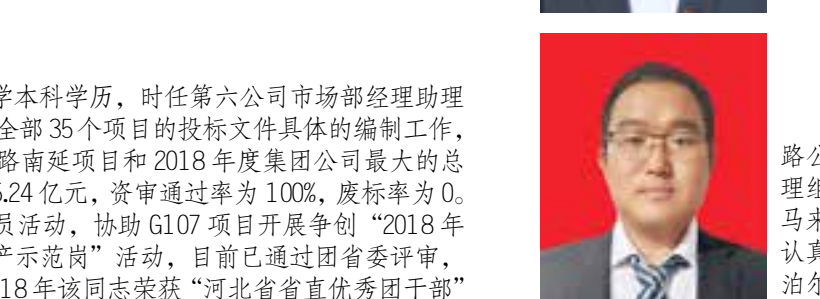 学本科学历，时任第六公司市场部经理助理
全部35个项目的投标文件具体的编制工作，
路南延项目和2018年度集团公司最大的总
5.24亿元，资审通过率为100%，废标率为0。
员活动，协助G107项目开展争创“2018年
产示范岗”活动，目前已通过团省委评审，
018年该同志荣获“河北省省直优秀团干部”
路公
理组
马来
认真
泊尔